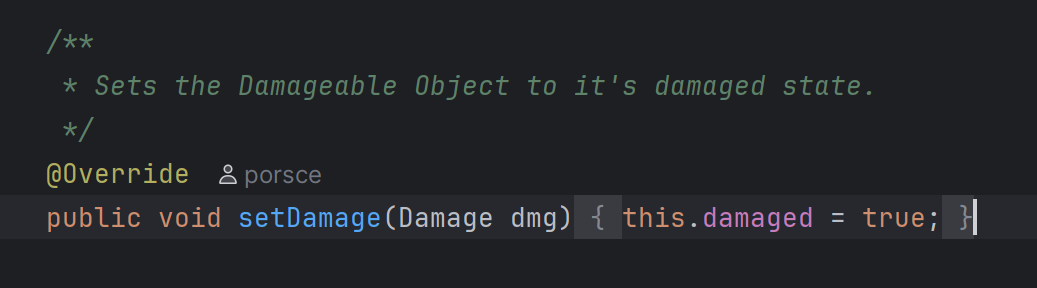 /**
* Sets the Damageable Object to it's damaged state.
*/
@Override porsce
public void setDamage(Damage dmg) { this.damaged = true; }